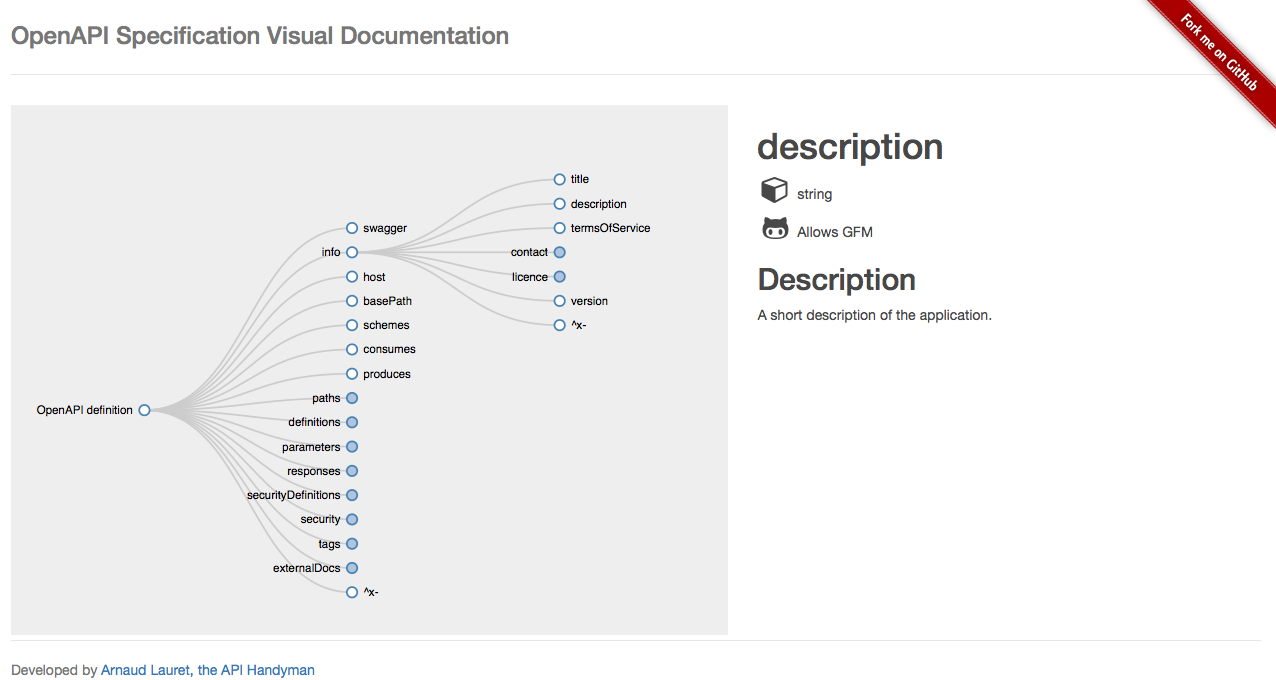 OpenAPI Specification Visual Documentation
Fork me on GitHub
OpenAPI definition
swagger
info
host
basePath
schemes
consumes
produces
paths
definitions
parameters
responses
securityDefinitions
security
tags
externalDocs
^x-
title
description
termsOfService
contact
licence
version
^x-
description
string
Allows GFM
Description
A short description of the application.
Developed by Arnaud Lauret, the API Handyman